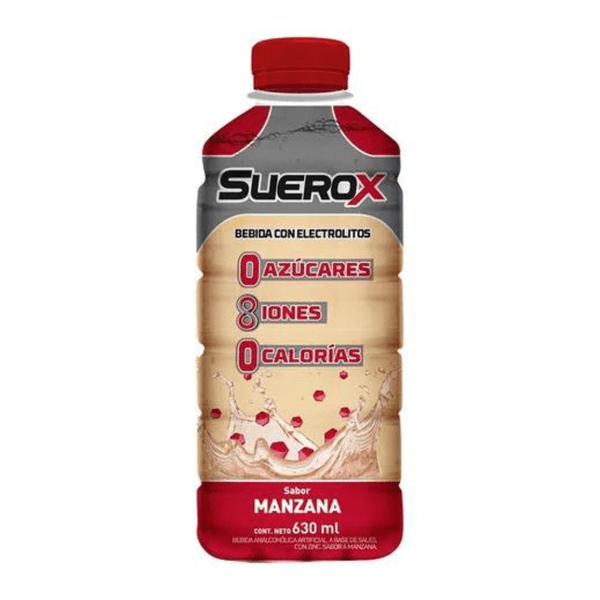 SUEROX
BEBIDA CON ELECTROLITOS
0 AZÚCARES
8 IONES
0 CALORÍAS
Sabor
MANZANA
CONT. NETO 630 ml
BEBIDA ANALCOHÓLICA ARTIFICIAL, A BASE DE SALES,
CON ZINC, SABOR A MANZANA.